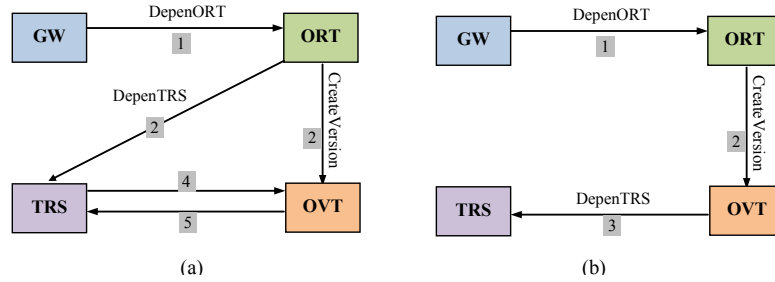 DepenORT
GW
1
ORT
DepenTRS
2
CreateVersion
2
TRS
4
5
OVT
(a)
DepenORT
GW
1
ORT
CreateVersion
2
TRS
DepenTRS
3
OVT
(b)